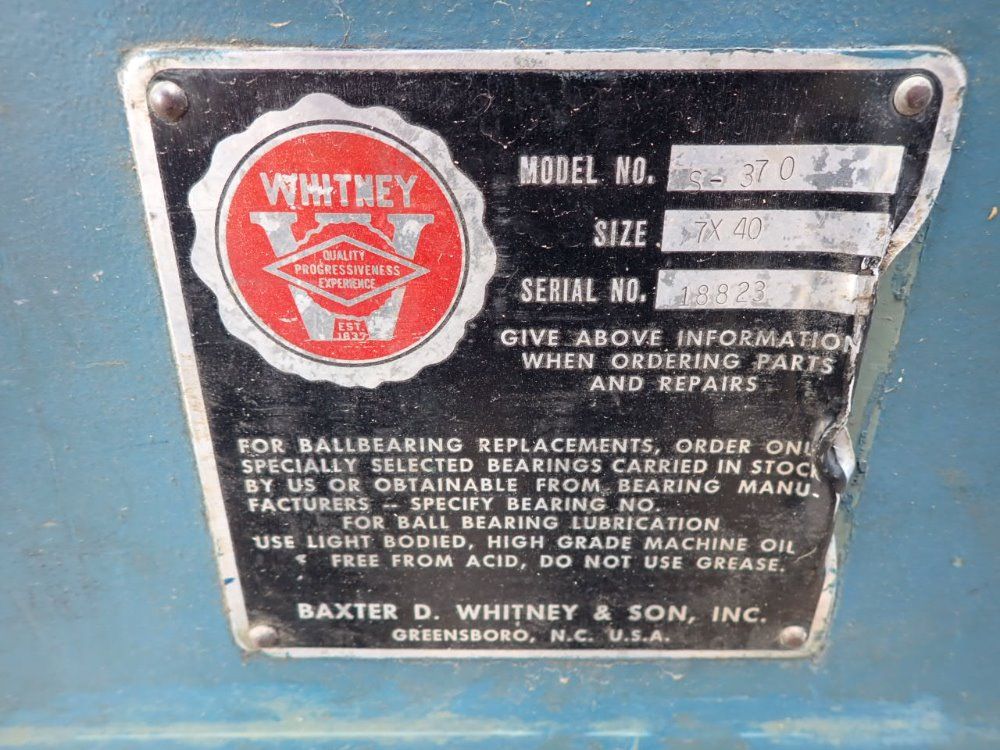 WHITNEY
QUALITY
PROGRESSIVENESS
EXPERIENCE
EST.
1837
MODEL NO. S-370
SIZE 7X40
SERIAL NO. 18823
GIVE ABOVE INFORMATION
WHEN ORDERING PARTS
AND REPAIRS
FOR BALLBEARING REPLACEMENTS, ORDER ONL
SPECIALLY SELECTED BEARINGS CARRIED IN STOCK
BY US OR OBTAINABLE FROM BEARING MANU-
FACTURERS – SPECIFY BEARING NO.
FOR BALL BEARING LUBRICATION
USE LIGHT BODIED, HIGH GRADE MACHINE OIL
FREE FROM ACID, DO NOT USE GREASE.
BAXTER D. WHITNEY & SON, INC.
GREENSBORO, N.C. U.S.A.